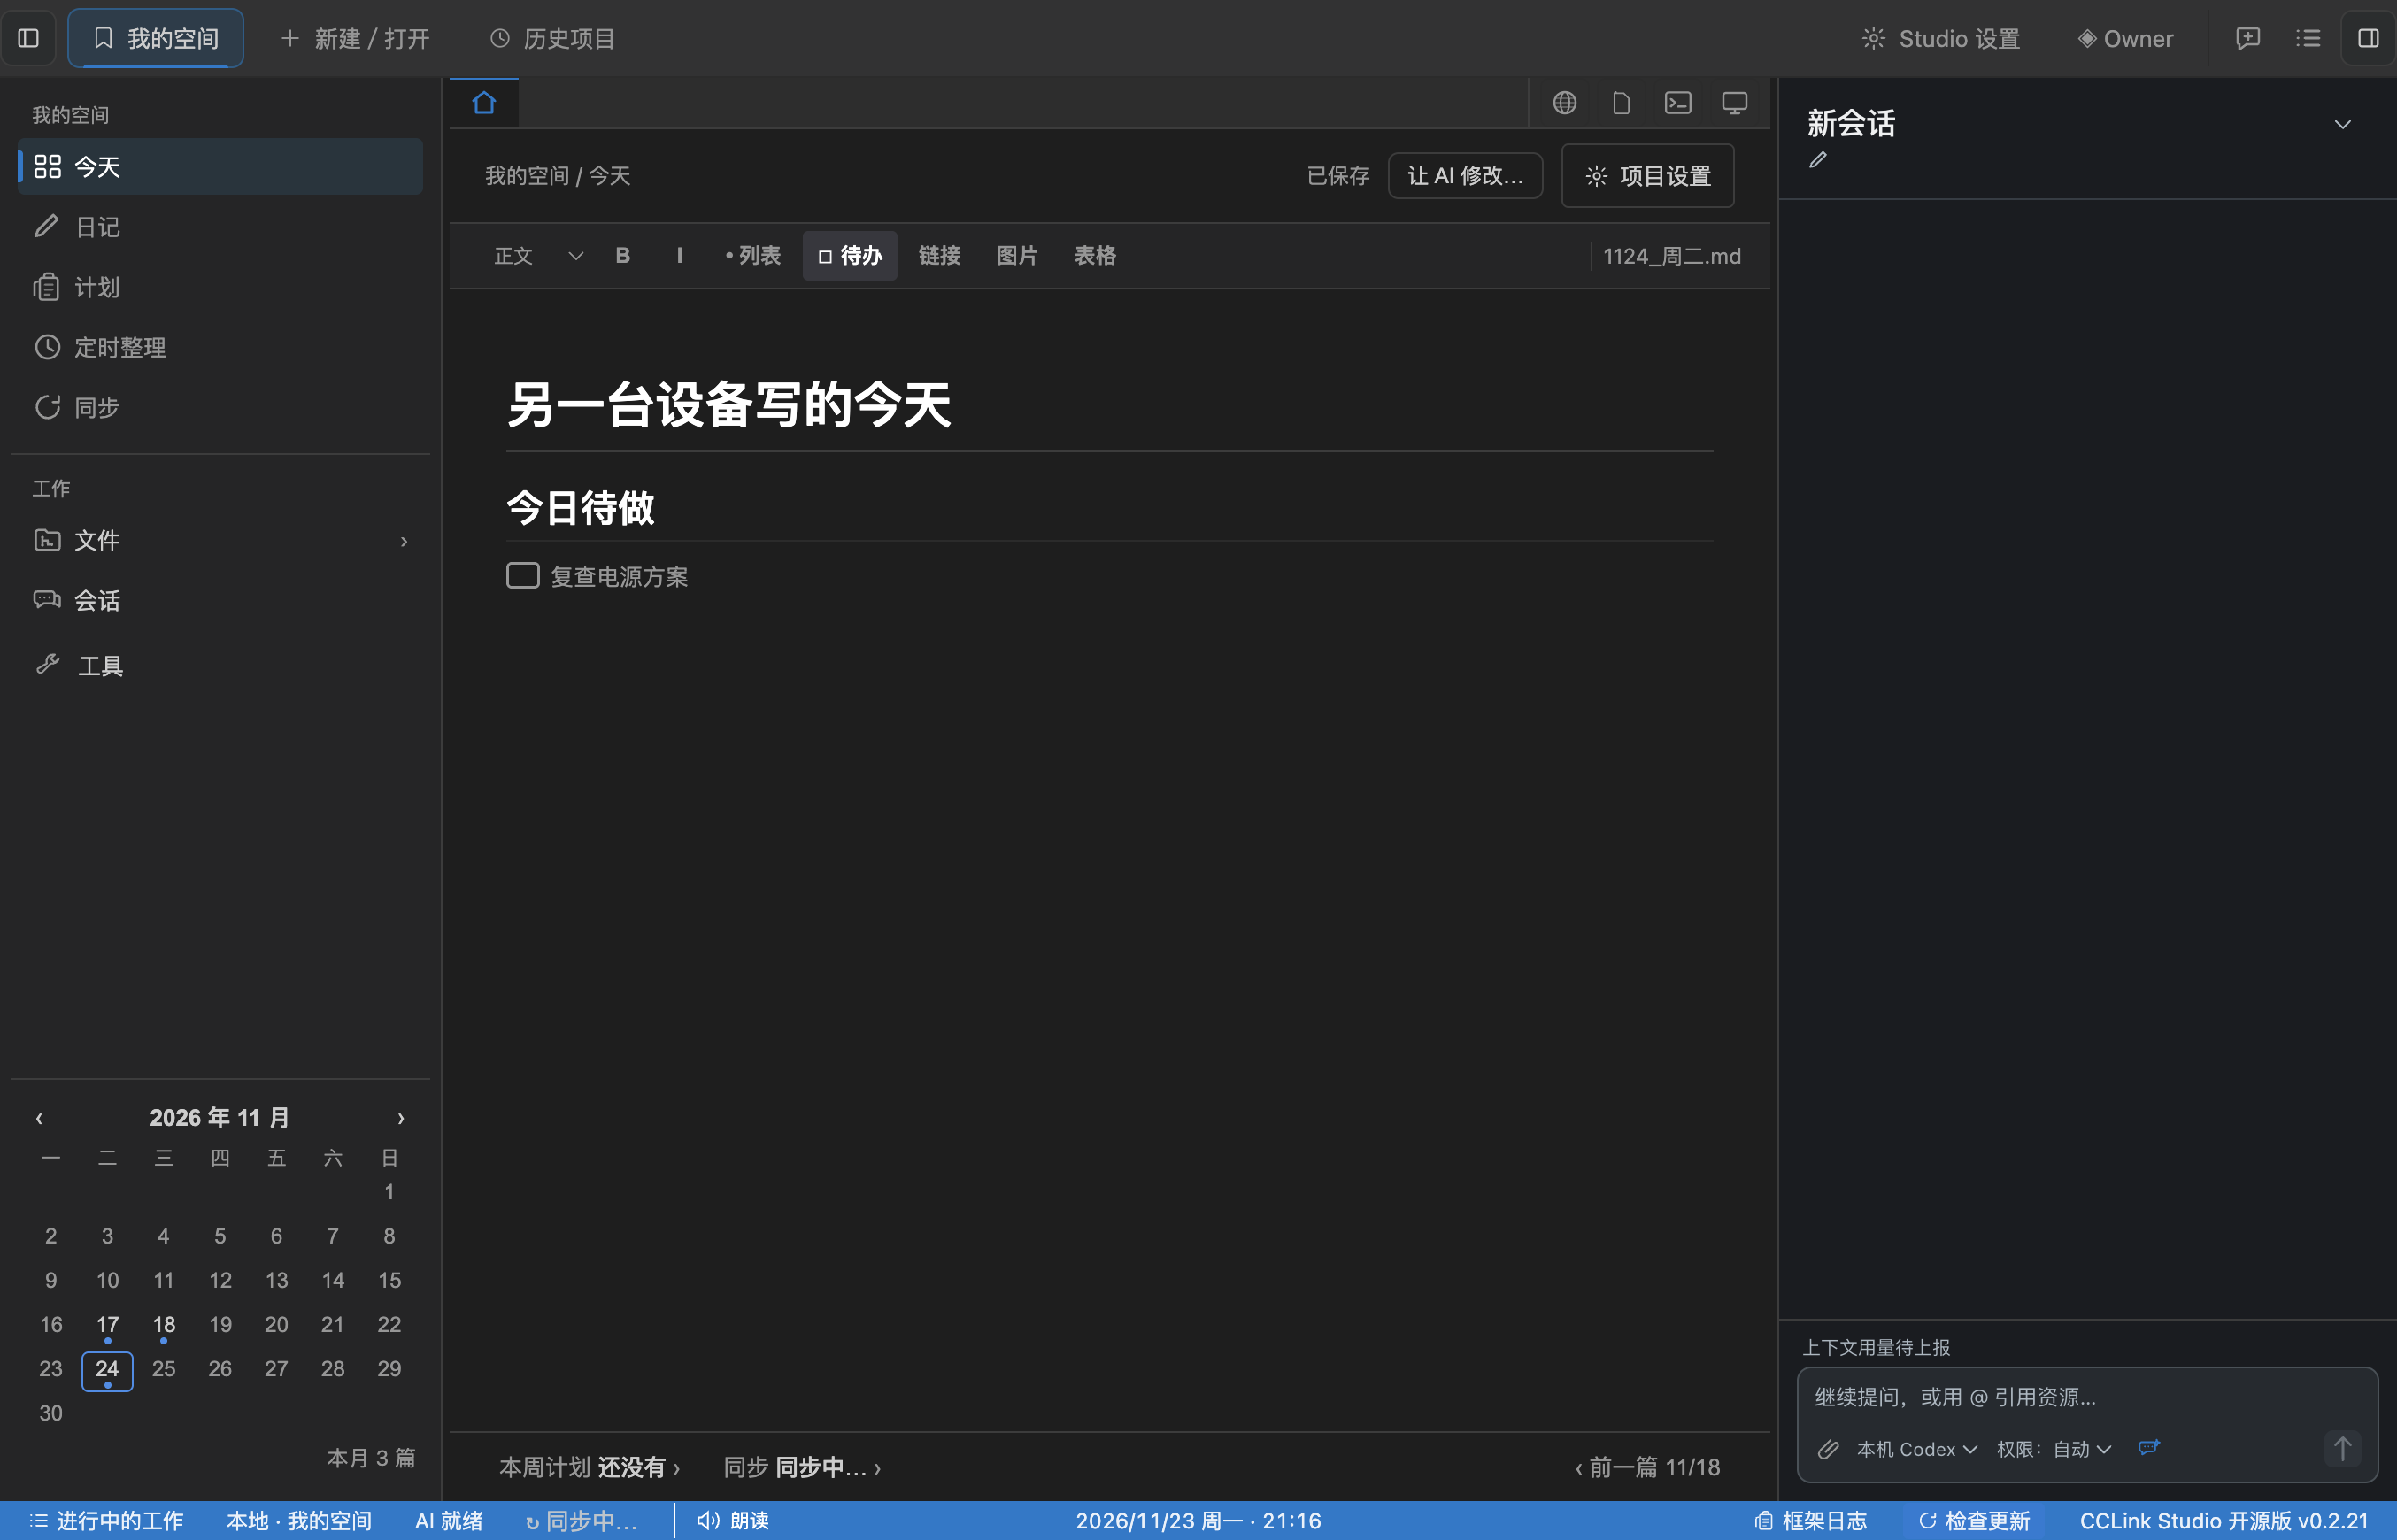 我的空间
新建 / 打开
历史项目
Studio 设置
Owner
我的空间
今天
日记
计划
定时整理
同步
工作
文件
会话
工具
2026 年 11 月
一 二 三 四 五 六 日
1
2 3 4 5 6 7 8
9 10 11 12 13 14 15
16 17 18 19 20 21 22
23 24 25 26 27 28 29
30
本月 3 篇
我的空间 / 今天
已保存
让 AI 修改...
项目设置
正文 B I • 列表 待办 链接 图片 表格
1124_周二.md
另一台设备写的今天
今日待做
复查电源方案
本周计划 还没有 ›
同步 同步中... ›
‹ 前一篇 11/18
新会话
上下文用量待上报
继续提问，或用 @ 引用资源...
本机 Codex
权限：自动
进行中的工作
本地 · 我的空间
AI 就绪
同步中...
朗读
2026/11/23 周一 · 21:16
框架日志
检查更新
CCLink Studio 开源版 v0.2.21